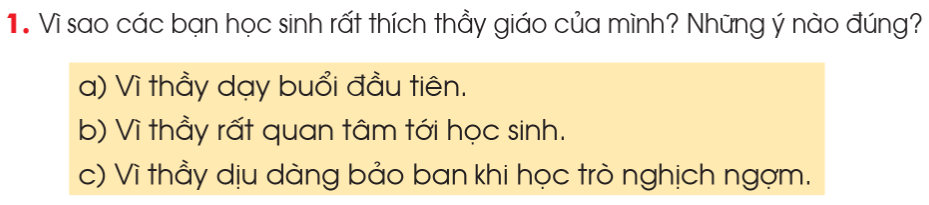 1. Vì sao các bạn học sinh rất thích thầy giáo của mình? Những ý nào đúng?
a) Vì thầy dạy buổi đầu tiên.
b) Vì thầy rất quan tâm tới học sinh.
c) Vì thầy dịu dàng bảo ban khi học trò nghịch ngợm.